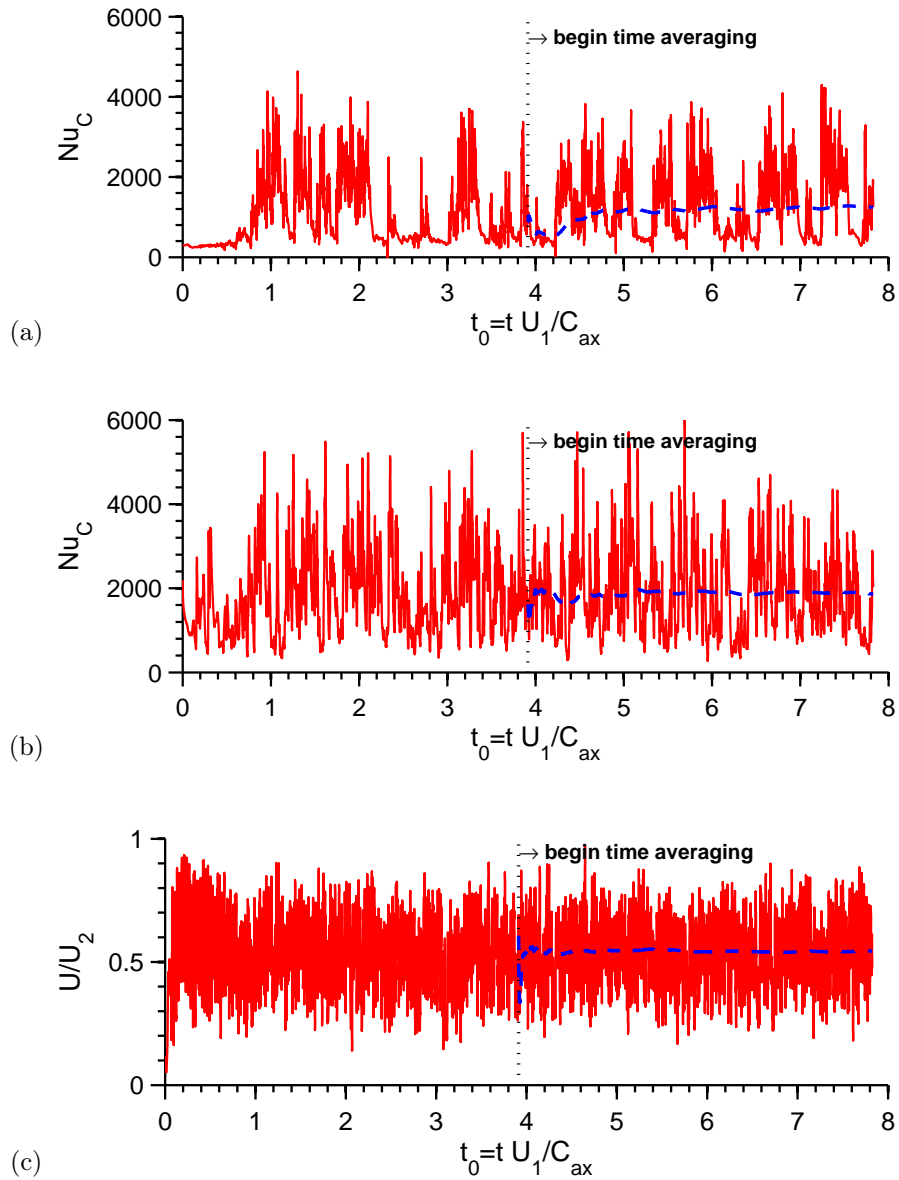 6000
→ begin time averaging
4000
Nu_C
2000
0
0 1 2 3 4 5 6 7 8
t_0=t U_1/C_ax
(a)
6000
→ begin time averaging
4000
Nu_C
2000
0
0 1 2 3 4 5 6 7 8
t_0=t U_1/C_ax
(b)
1
→ begin time averaging
U/U_2
0.5
0
0 1 2 3 4 5 6 7 8
t_0=t U_1/C_ax
(c)